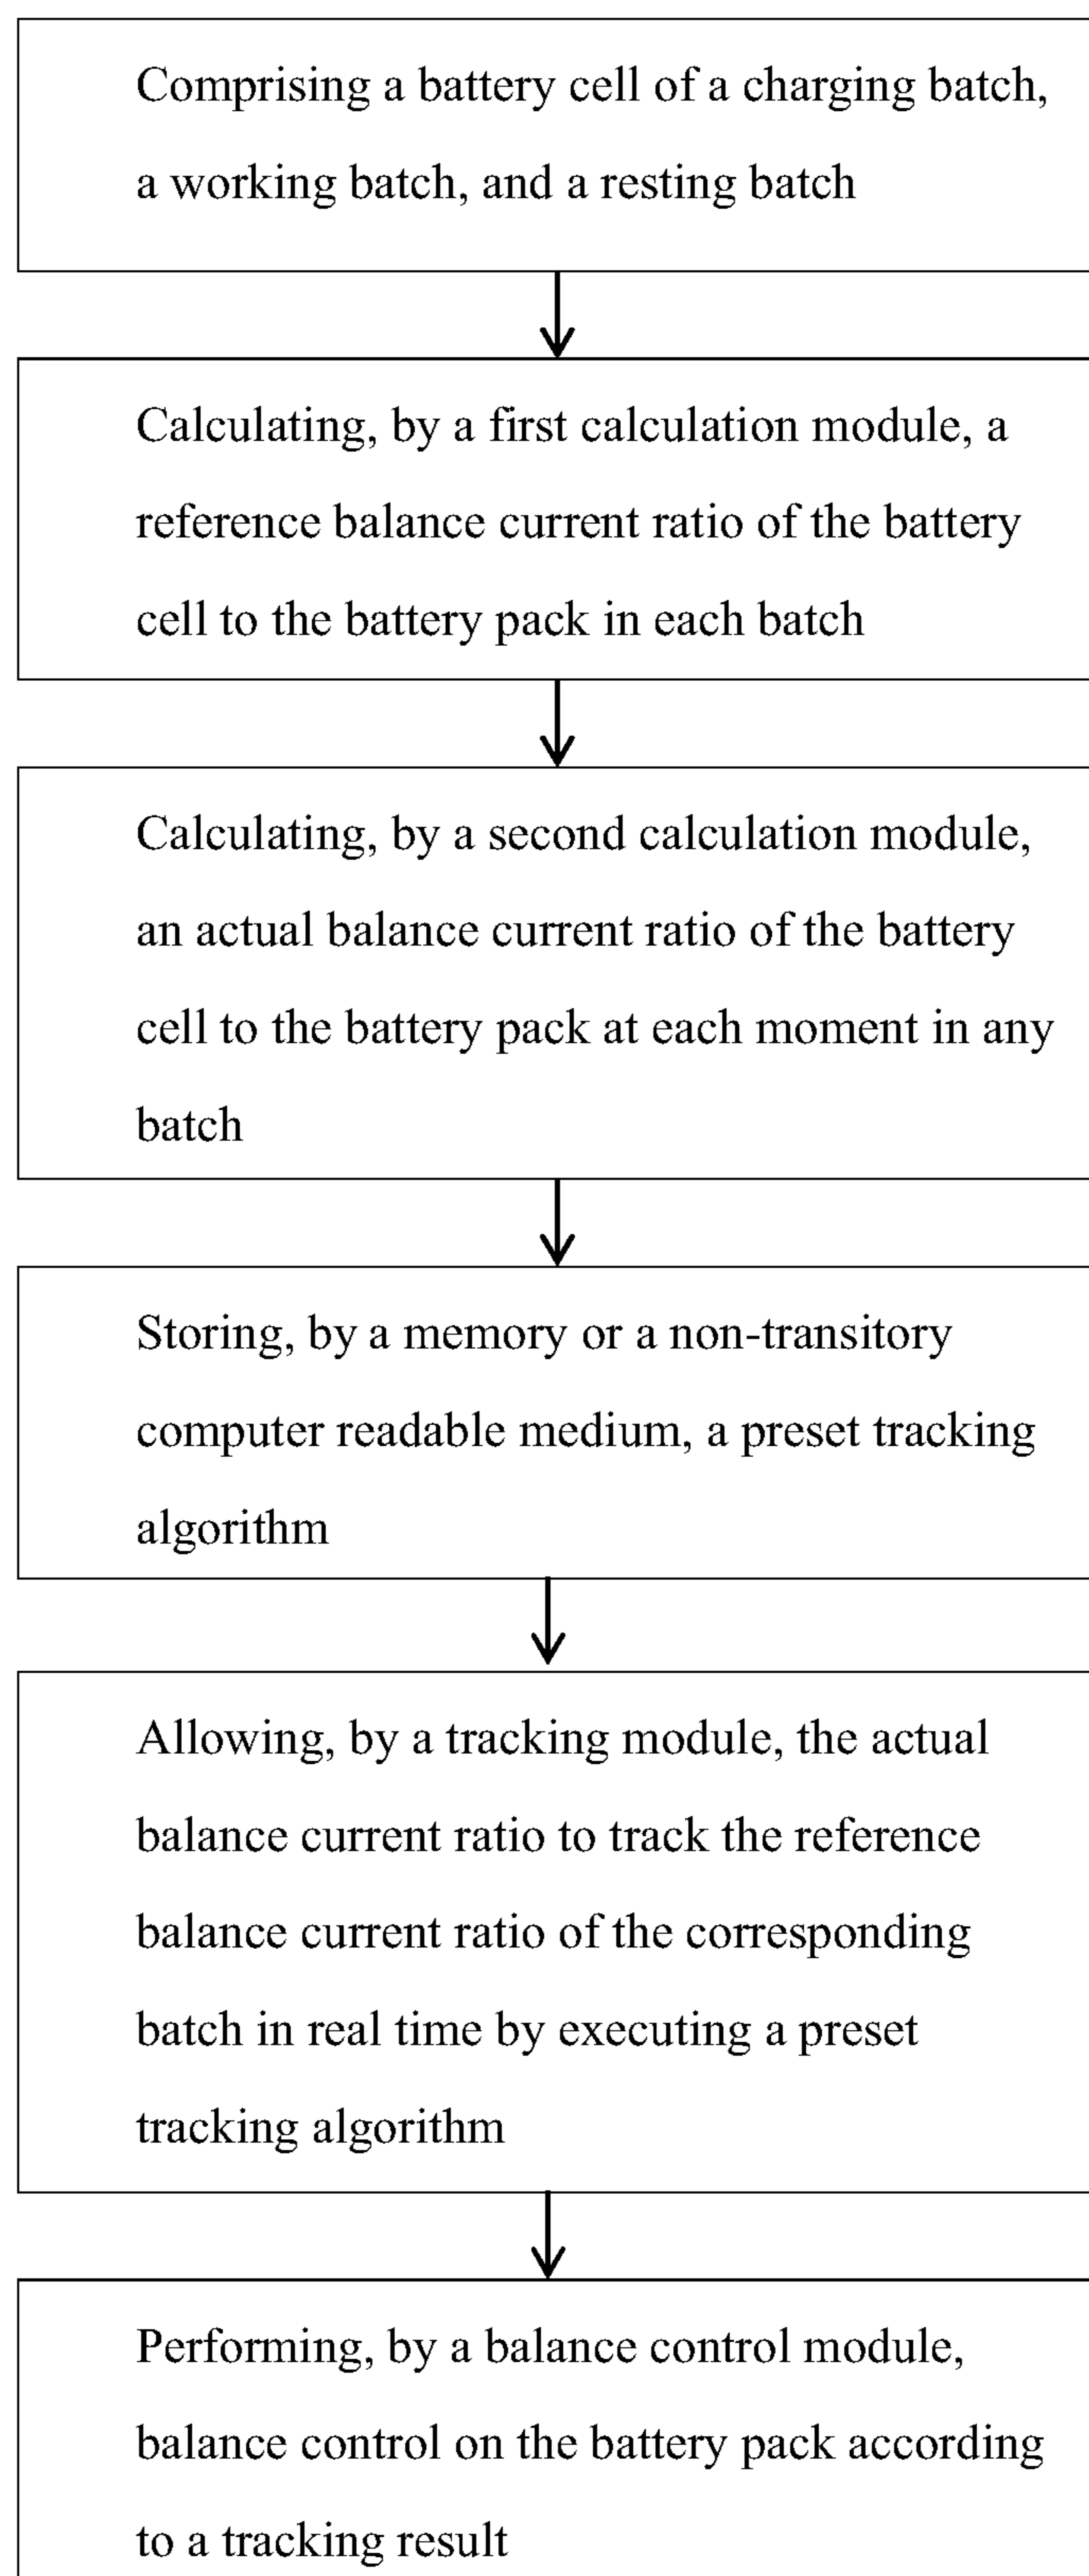 Comprising a battery cell of a charging batch,
a working batch, and a resting batch
Calculating, by a first calculation module, a
reference balance current ratio of the battery
cell to the battery pack in each batch
Calculating, by a second calculation module,
an actual balance current ratio of the battery
cell to the battery pack at each moment in any
batch
Storing, by a memory or a non-transitory
computer readable medium, a preset tracking
algorithm
Allowing, by a tracking module, the actual
balance current ratio to track the reference
balance current ratio of the corresponding
batch in real time by executing a preset
tracking algorithm
Performing, by a balance control module,
balance control on the battery pack according
to a tracking result